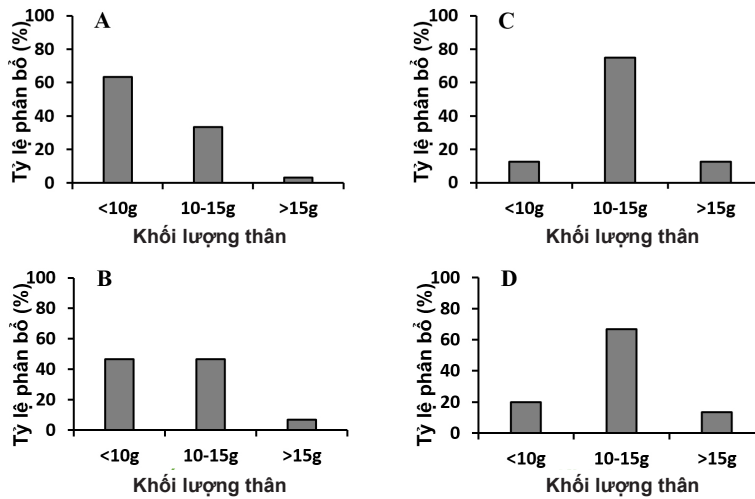 A
Tỷ lệ phân bổ (%)
100
80
60
40
20
0
<10g 10-15g >15g
Khối lượng thân
C
Tỷ lệ phân bổ (%)
100
80
60
40
20
0
<10g 10-15g >15g
Khối lượng thân
B
Tỷ lệ phân bổ (%)
100
80
60
40
20
0
<10g 10-15g >15g
Khối lượng thân
D
Tỷ lệ phân bổ (%)
100
80
60
40
20
0
<10g 10-15g >15g
Khối lượng thân